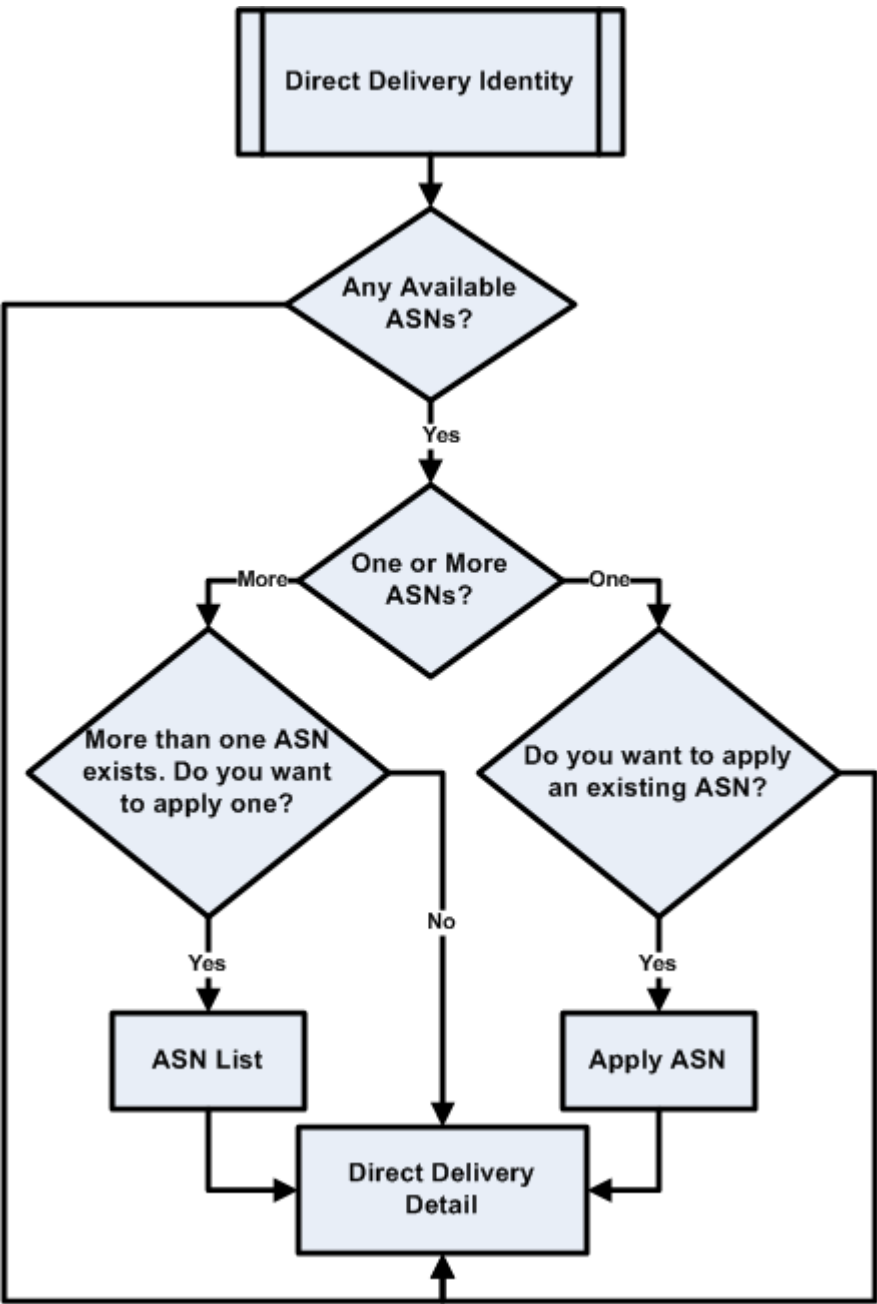 Direct Delivery Identity
Any Available
ASNs?
Yes
One or More
ASNs?
More
One
More than one ASN
exists. Do you want
to apply one?
Do you want to apply
an existing ASN?
No
Yes
Yes
ASN List
Apply ASN
Direct Delivery
Detail